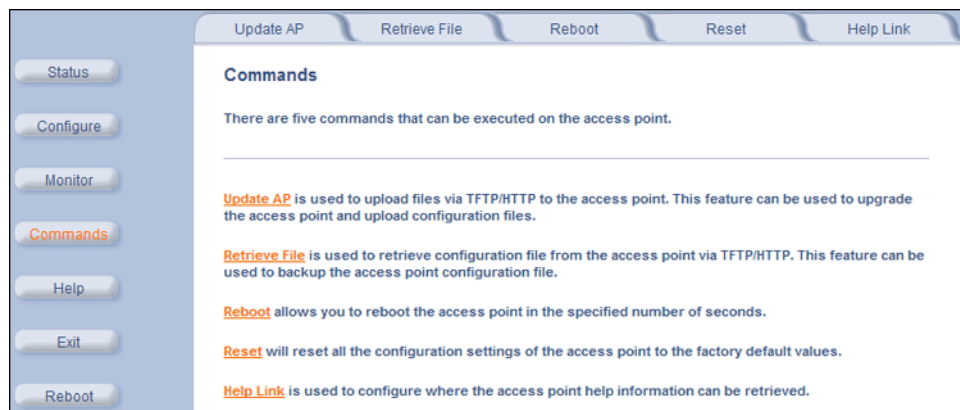 Update AP
Retrieve File
Reboot
Reset
Help Link
Status
Configure
Monitor
Commands
Help
Exit
Reboot
Commands
There are five commands that can be executed on the access point.
Update AP is used to upload files via TFTP/HTTP to the access point. This feature can be used to upgrade
the access point and upload configuration files.
Retrieve File is used to retrieve configuration file from the access point via TFTP/HTTP. This feature can be
used to backup the access point configuration file.
Reboot allows you to reboot the access point in the specified number of seconds.
Reset will reset all the configuration settings of the access point to the factory default values.
Help Link is used to configure where the access point help information can be retrieved.